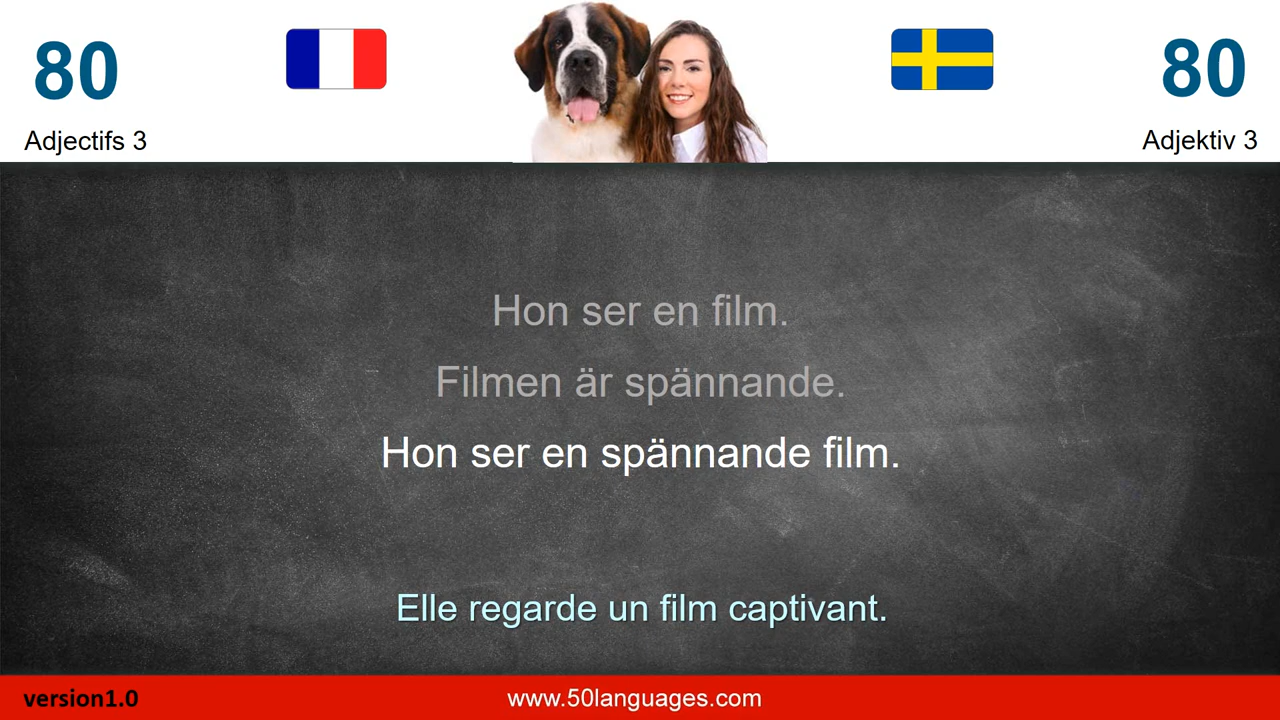 80
80
Adjectifs 3
Adjektiv 3
Hon ser en film.
Filmen är spännande.
Hon ser en spännande film.
Elle regarde un film captivant.
version1.0
www.50languages.com